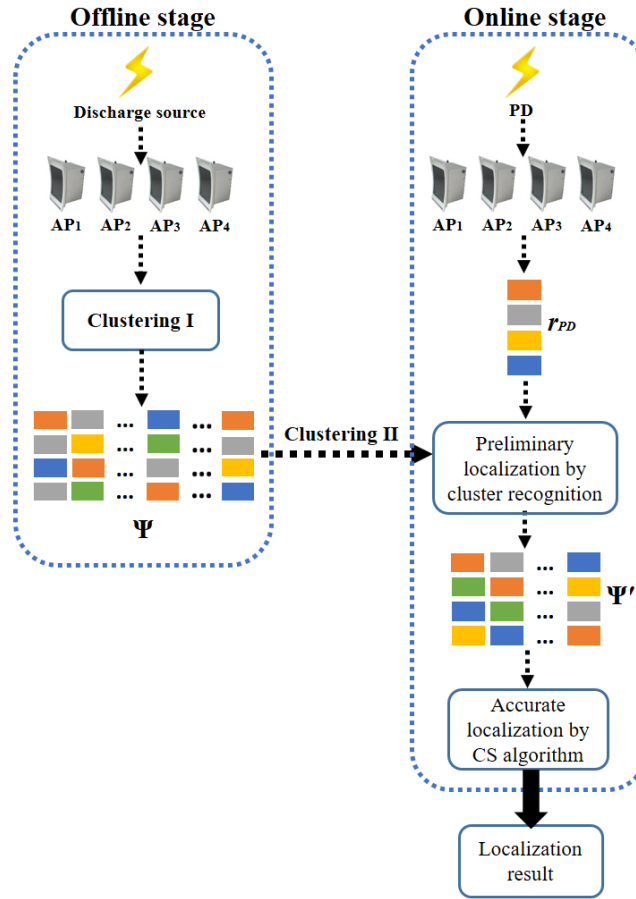 Offline stage
Discharge source
AP1 AP2 AP3 AP4
Clustering I
... ...
... ...
... ...
... ...
Ψ
Clustering II
Online stage
PD
AP1 AP2 AP3 AP4
rPD
Preliminary
localization by
cluster recognition
...
...
...
...
Ψ′
Accurate
localization by
CS algorithm
Localization
result